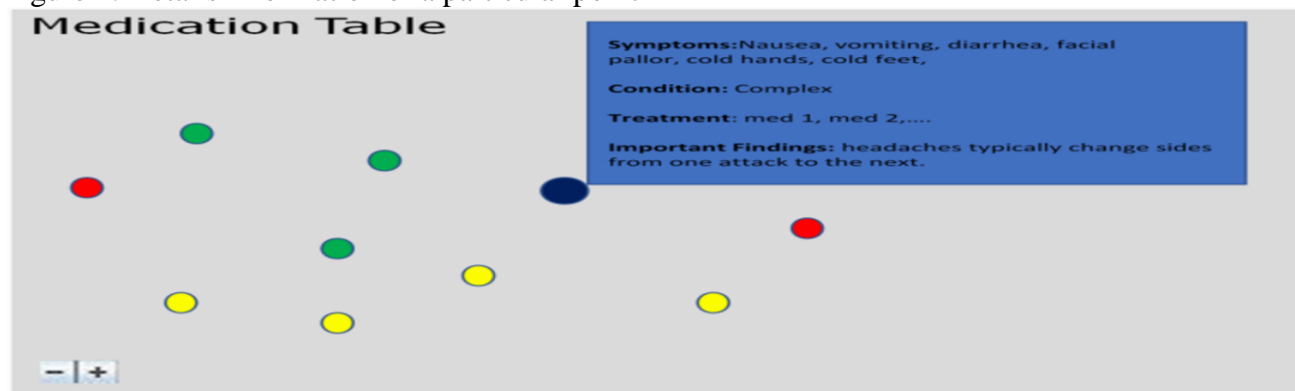 Medication Table
Symptoms:Nausea, vomiting, diarrhea, facial
pallor, cold hands, cold feet,
Condition: Complex
Treatment: med 1, med 2,....
Important Findings: headaches typically change sides
from one attack to the next.
- | +